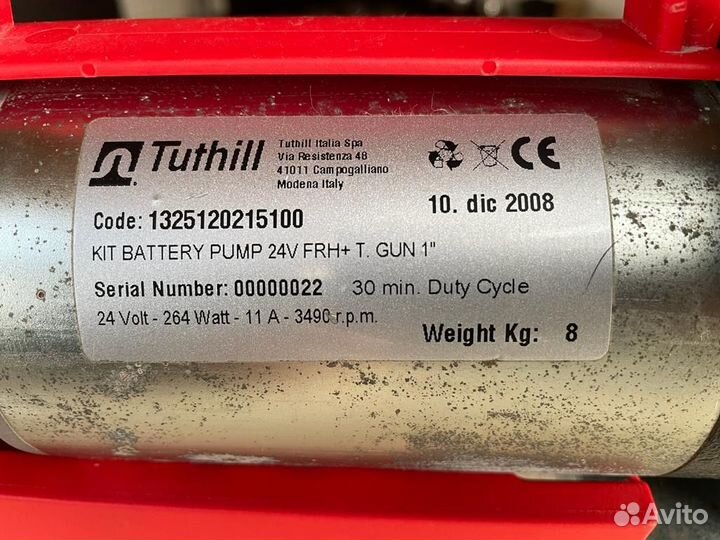 Tuthill
Tuthill Italia Spa
Via Resistenza 48
41011 Campogalliano
Modena Italy
CE
10. dic 2008
Code: 1325120215100
KIT BATTERY PUMP 24V FRH+ T. GUN 1"
Serial Number: 00000022 30 min. Duty Cycle
24 Volt - 264 Watt - 11 A - 3490 r.p.m.
Weight Kg: 8
Avito